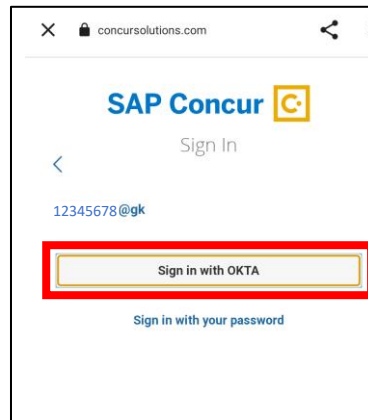 concursolutions.com
SAP Concur C.
Sign In
12345678@gk
Sign in with OKTA
Sign in with your password